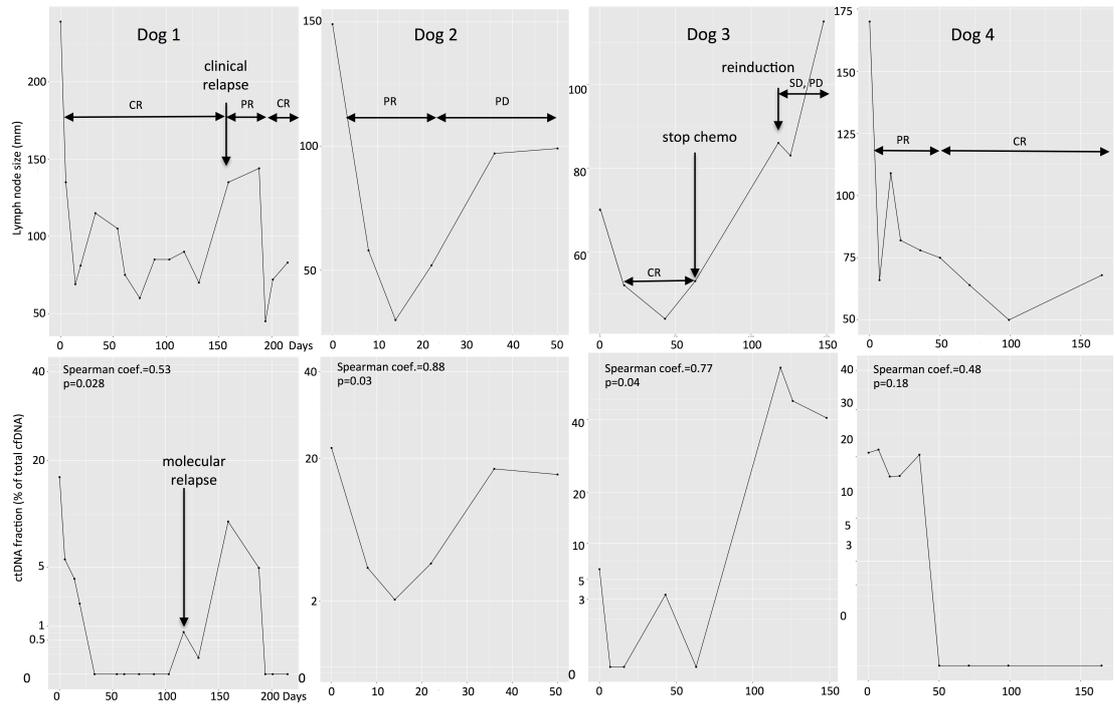 Dog 1
clinical
relapse
CR
PR
CR
Lymph node size (mm)
200
150
100
50
0 50 100 150 200 Days
Dog 2
PR
PD
150
100
50
0 10 20 30 40 50
Dog 3
reinduction
SD, PD
stop chemo
CR
100
80
60
0 50 100 150
Dog 4
PR
CR
175
150
125
100
75
50
0 50 100 150
Spearman coef.=0.53
p=0.028
molecular
relapse
ctDNA fraction (% of total cfDNA)
40
20
5
1
0.5
0
0 50 100 150 200 Days
Spearman coef.=0.88
p=0.03
40
20
2
0
0 10 20 30 40 50
Spearman coef.=0.77
p=0.04
40
20
10
5
3
0
0 50 100 150
Spearman coef.=0.48
p=0.18
40
30
20
10
5
3
0
0 50 100 150